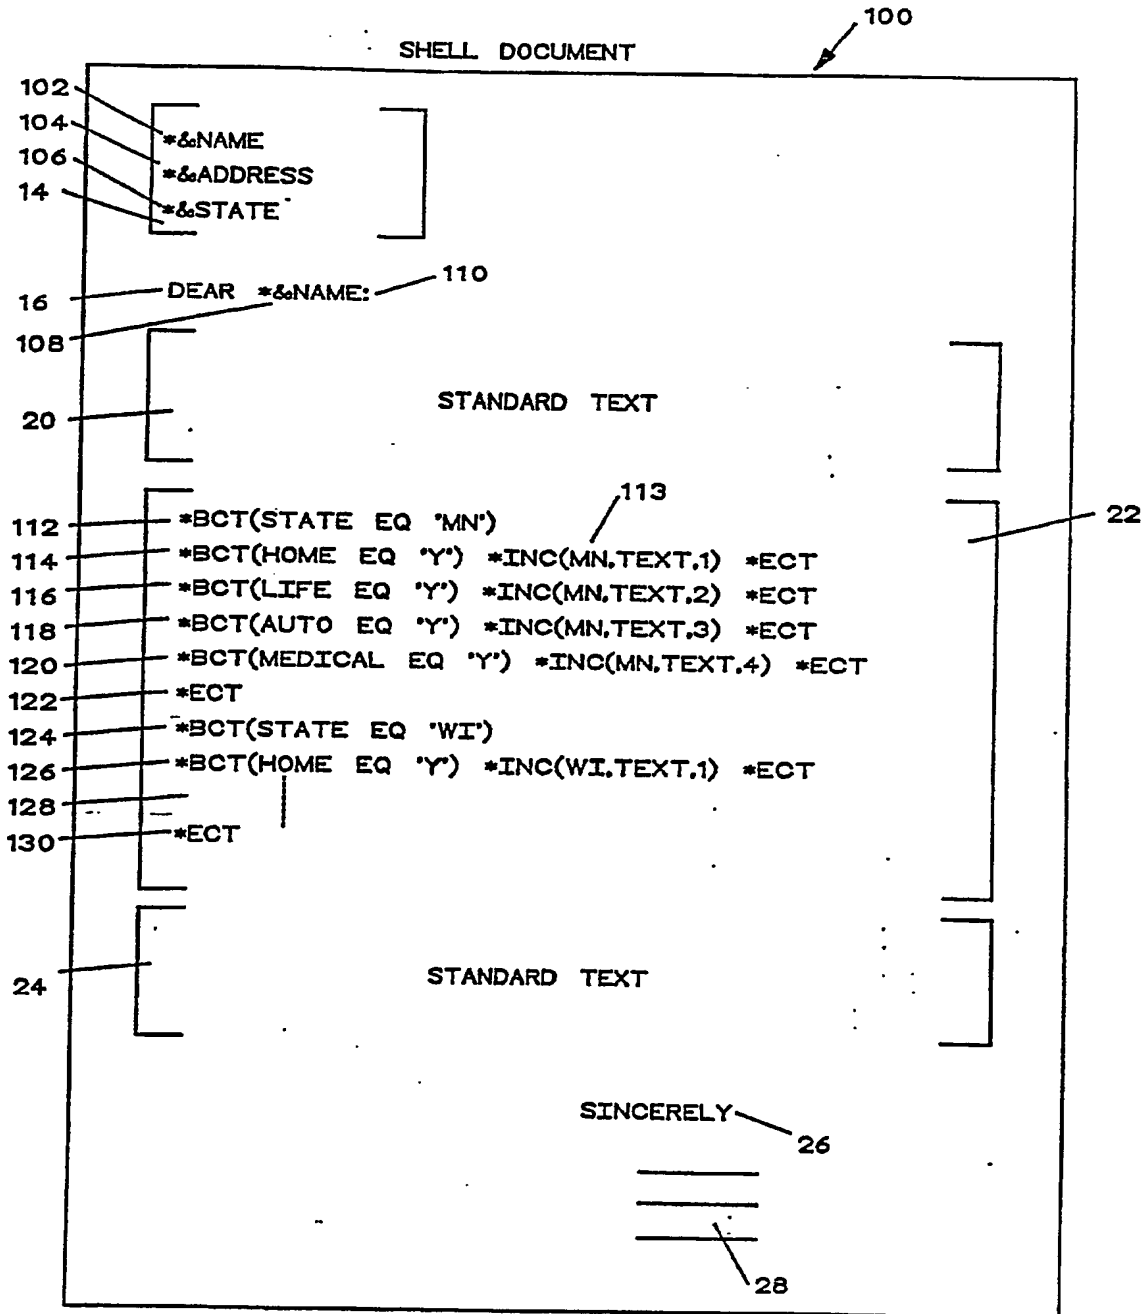 100
SHELL DOCUMENT
102
*&NAME
104
*&ADDRESS
106
*&STATE
14
110
16 DEAR *&NAME:
108
20 STANDARD TEXT
113
22
112 *BCT(STATE EQ 'MN')
114 *BCT(HOME EQ 'Y') *INC(MN.TEXT.1) *ECT
116 *BCT(LIFE EQ 'Y') *INC(MN.TEXT.2) *ECT
118 *BCT(AUTO EQ 'Y') *INC(MN.TEXT.3) *ECT
120 *BCT(MEDICAL EQ 'Y') *INC(MN.TEXT.4) *ECT
122 *ECT
124 *BCT(STATE EQ 'WI')
126 *BCT(HOME EQ 'Y') *INC(WI.TEXT.1) *ECT
128
130 *ECT
24 STANDARD TEXT
SINCERELY
26
28